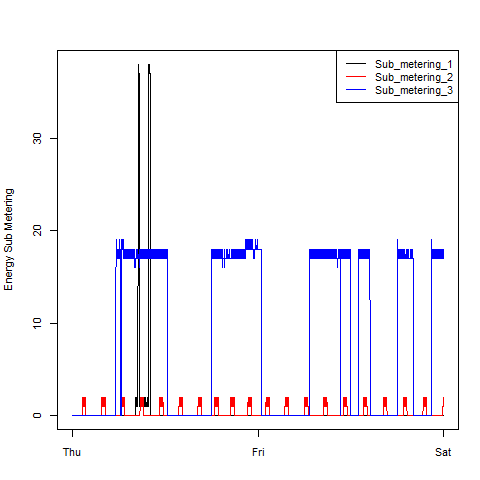 Sub_metering_1
Sub_metering_2
Sub_metering_3
Energy Sub Metering
30
20
10
0
Thu
Fri
Sat